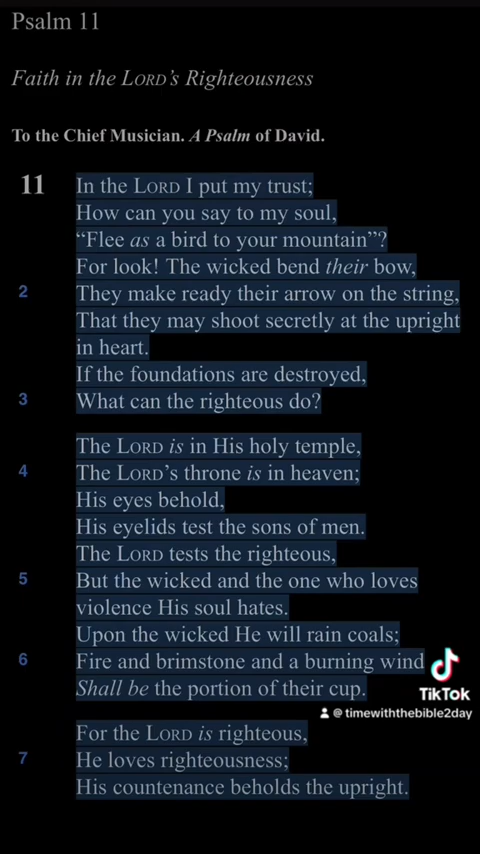 Psalm 11
Faith in the LORD's Righteousness
To the Chief Musician. A Psalm of David.
11 In the LORD I put my trust;
How can you say to my soul,
“Flee as a bird to your mountain”?
For look! The wicked bend their bow,
2 They make ready their arrow on the string,
That they may shoot secretly at the upright
in heart.
If the foundations are destroyed,
3 What can the righteous do?
The LORD is in His holy temple,
4 The LORD's throne is in heaven;
His eyes behold,
His eyelids test the sons of men.
The LORD tests the righteous,
5 But the wicked and the one who loves
violence His soul hates.
Upon the wicked He will rain coals;
6 Fire and brimstone and a burning wind
Shall be the portion of their cup.
TikTok
@timewiththebible2day
For the LORD is righteous,
7 He loves righteousness;
His countenance beholds the upright.